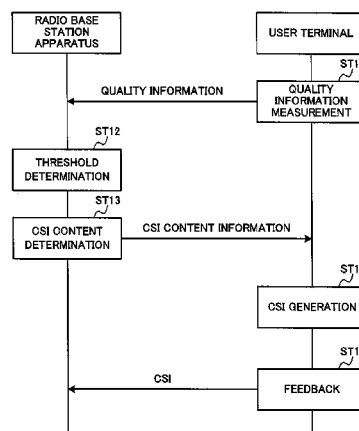 RADIO BASE
STATION
APPARATUS
USER TERMINAL
ST1
QUALITY
INFORMATION
MEASUREMENT
QUALITY INFORMATION
ST12
THRESHOLD
DETERMINATION
ST13
CSI CONTENT
DETERMINATION
CSI CONTENT INFORMATION
ST1
CSI GENERATION
ST1
FEEDBACK
CSI